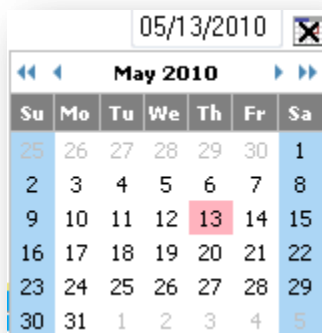 05/13/2010
May 2010
Su Mo Tu We Th Fr Sa
25 26 27 28 29 30 1
2 3 4 5 6 7 8
9 10 11 12 13 14 15
16 17 18 19 20 21 22
23 24 25 26 27 28 29
30 31 1 2 3 4 5